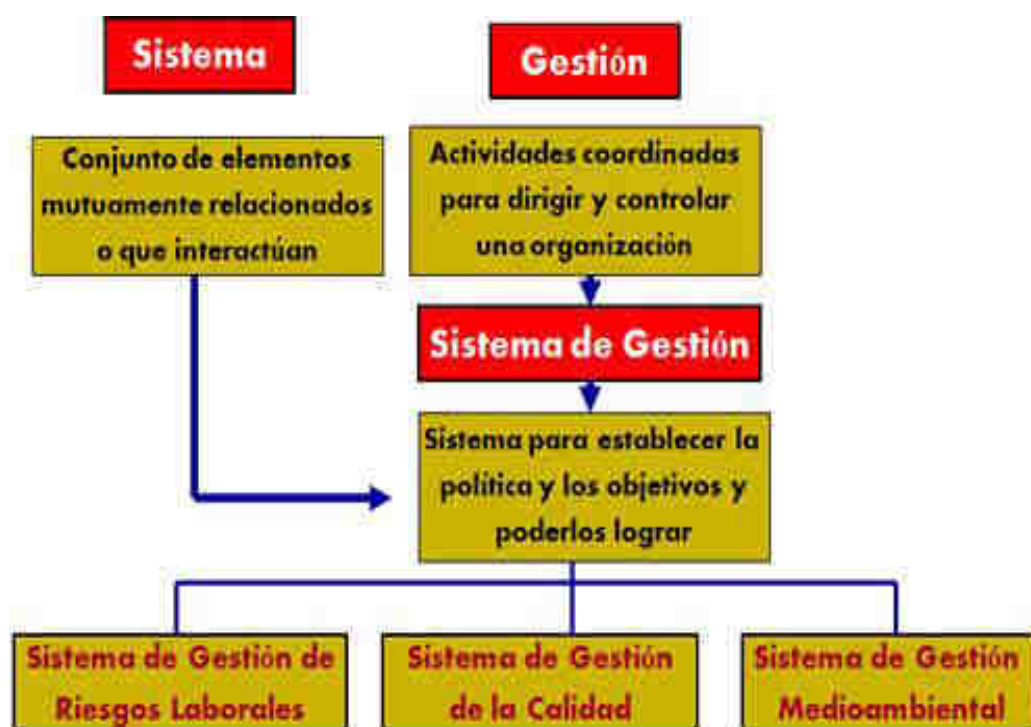 Sistema
Gestión
Conjunto de elementos
mutuamente relacionados
o que interactúan
Actividades coordinadas
para dirigir y controlar
una organización
Sistema de Gestión
Sistema para establecer la
política y los objetivos y
poderlos lograr
Sistema de Gestión de
Riesgos Laborales
Sistema de Gestión
de la Calidad
Sistema de Gestión
Medioambiental